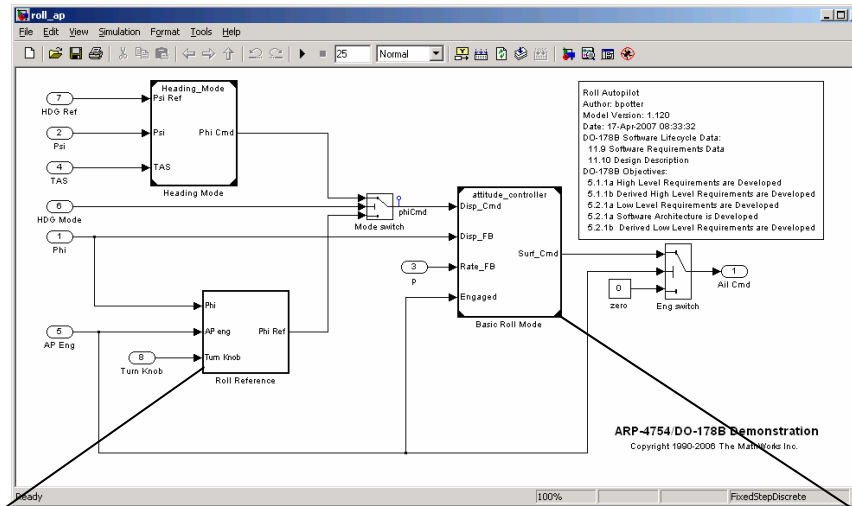 roll_ap
File Edit View Simulation Format Tools Help
25 Normal
7
HDG Ref
2
Psi
4
TAS
6
HDG Mode
1
Phi
5
AP Eng
8
Turn Knob
Heading_Mode
Psi Ref
Psi
TAS
Phi Cmd
Heading Mode
Mode switch
phiCmd
Phi
AP eng
Turn Knob
Phi Ref
Roll Reference
3
P
attitude_controller
Disp_Cmd
Disp_FB
Rate_FB
Engaged
Surf_Cmd
Basic Roll Mode
0
zero
Eng switch
1
Ail Cmd
Roll Autopilot
Author: bpotter
Model Version: 1.120
Date: 17-Apr-2007 08:33:32
DO-178B Software Lifecycle Data:
11.9 Software Requirements Data
11.10 Design Description
DO-178B Objectives:
5.1.1a High Level Requirements are Developed
5.1.1b Derived High Level Requirements are Developed
5.2.1a Low Level Requirements are Developed
5.2.1a Software Architecture is Developed
5.2.1b Derived Low Level Requirements are Developed
ARP-4754/DO-178B Demonstration
Copyright 1990-2006 The MathWorks Inc.
Ready 100% FixedStepDiscrete